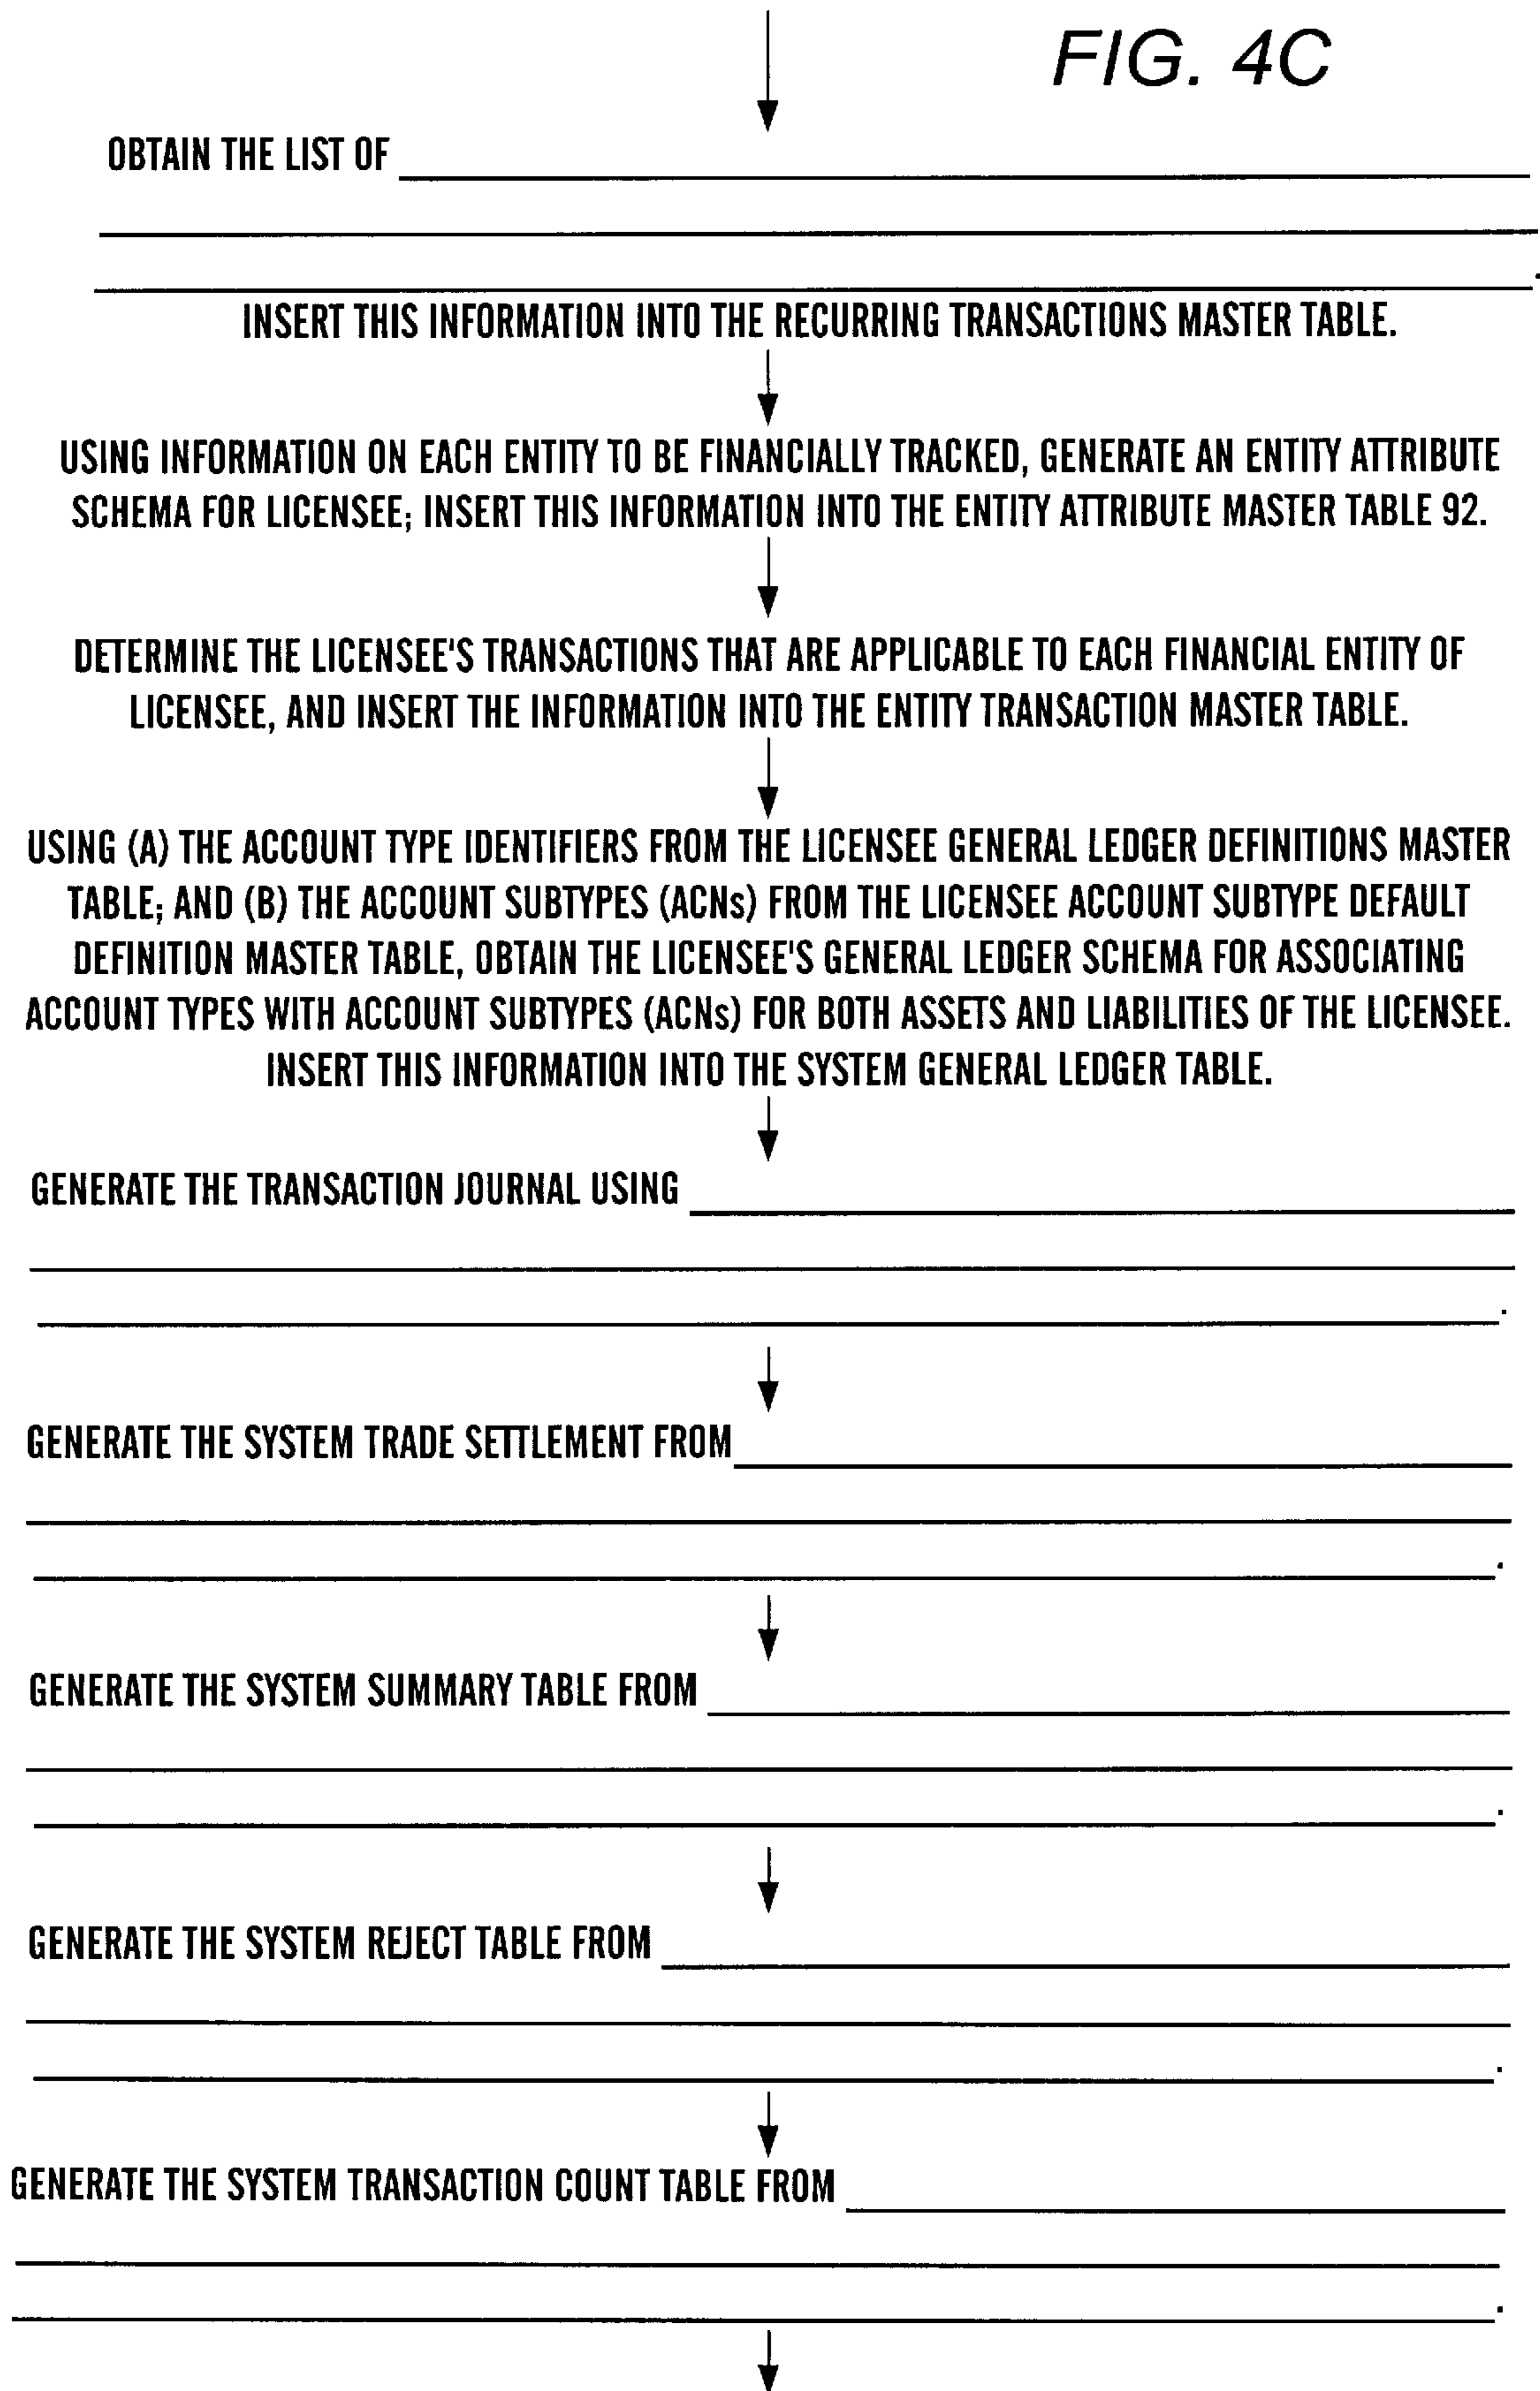 FIG. 4C
OBTAIN THE LIST OF
.
INSERT THIS INFORMATION INTO THE RECURRING TRANSACTIONS MASTER TABLE.
USING INFORMATION ON EACH ENTITY TO BE FINANCIALLY TRACKED, GENERATE AN ENTITY ATTRIBUTE
SCHEMA FOR LICENSEE; INSERT THIS INFORMATION INTO THE ENTITY ATTRIBUTE MASTER TABLE 92.
DETERMINE THE LICENSEE'S TRANSACTIONS THAT ARE APPLICABLE TO EACH FINANCIAL ENTITY OF
LICENSEE, AND INSERT THE INFORMATION INTO THE ENTITY TRANSACTION MASTER TABLE.
USING (A) THE ACCOUNT TYPE IDENTIFIERS FROM THE LICENSEE GENERAL LEDGER DEFINITIONS MASTER
TABLE; AND (B) THE ACCOUNT SUBTYPES (ACNs) FROM THE LICENSEE ACCOUNT SUBTYPE DEFAULT
DEFINITION MASTER TABLE, OBTAIN THE LICENSEE'S GENERAL LEDGER SCHEMA FOR ASSOCIATING
ACCOUNT TYPES WITH ACCOUNT SUBTYPES (ACNs) FOR BOTH ASSETS AND LIABILITIES OF THE LICENSEE.
INSERT THIS INFORMATION INTO THE SYSTEM GENERAL LEDGER TABLE.
GENERATE THE TRANSACTION JOURNAL USING
.
GENERATE THE SYSTEM TRADE SETTLEMENT FROM
.
GENERATE THE SYSTEM SUMMARY TABLE FROM
.
GENERATE THE SYSTEM REJECT TABLE FROM
.
GENERATE THE SYSTEM TRANSACTION COUNT TABLE FROM
.